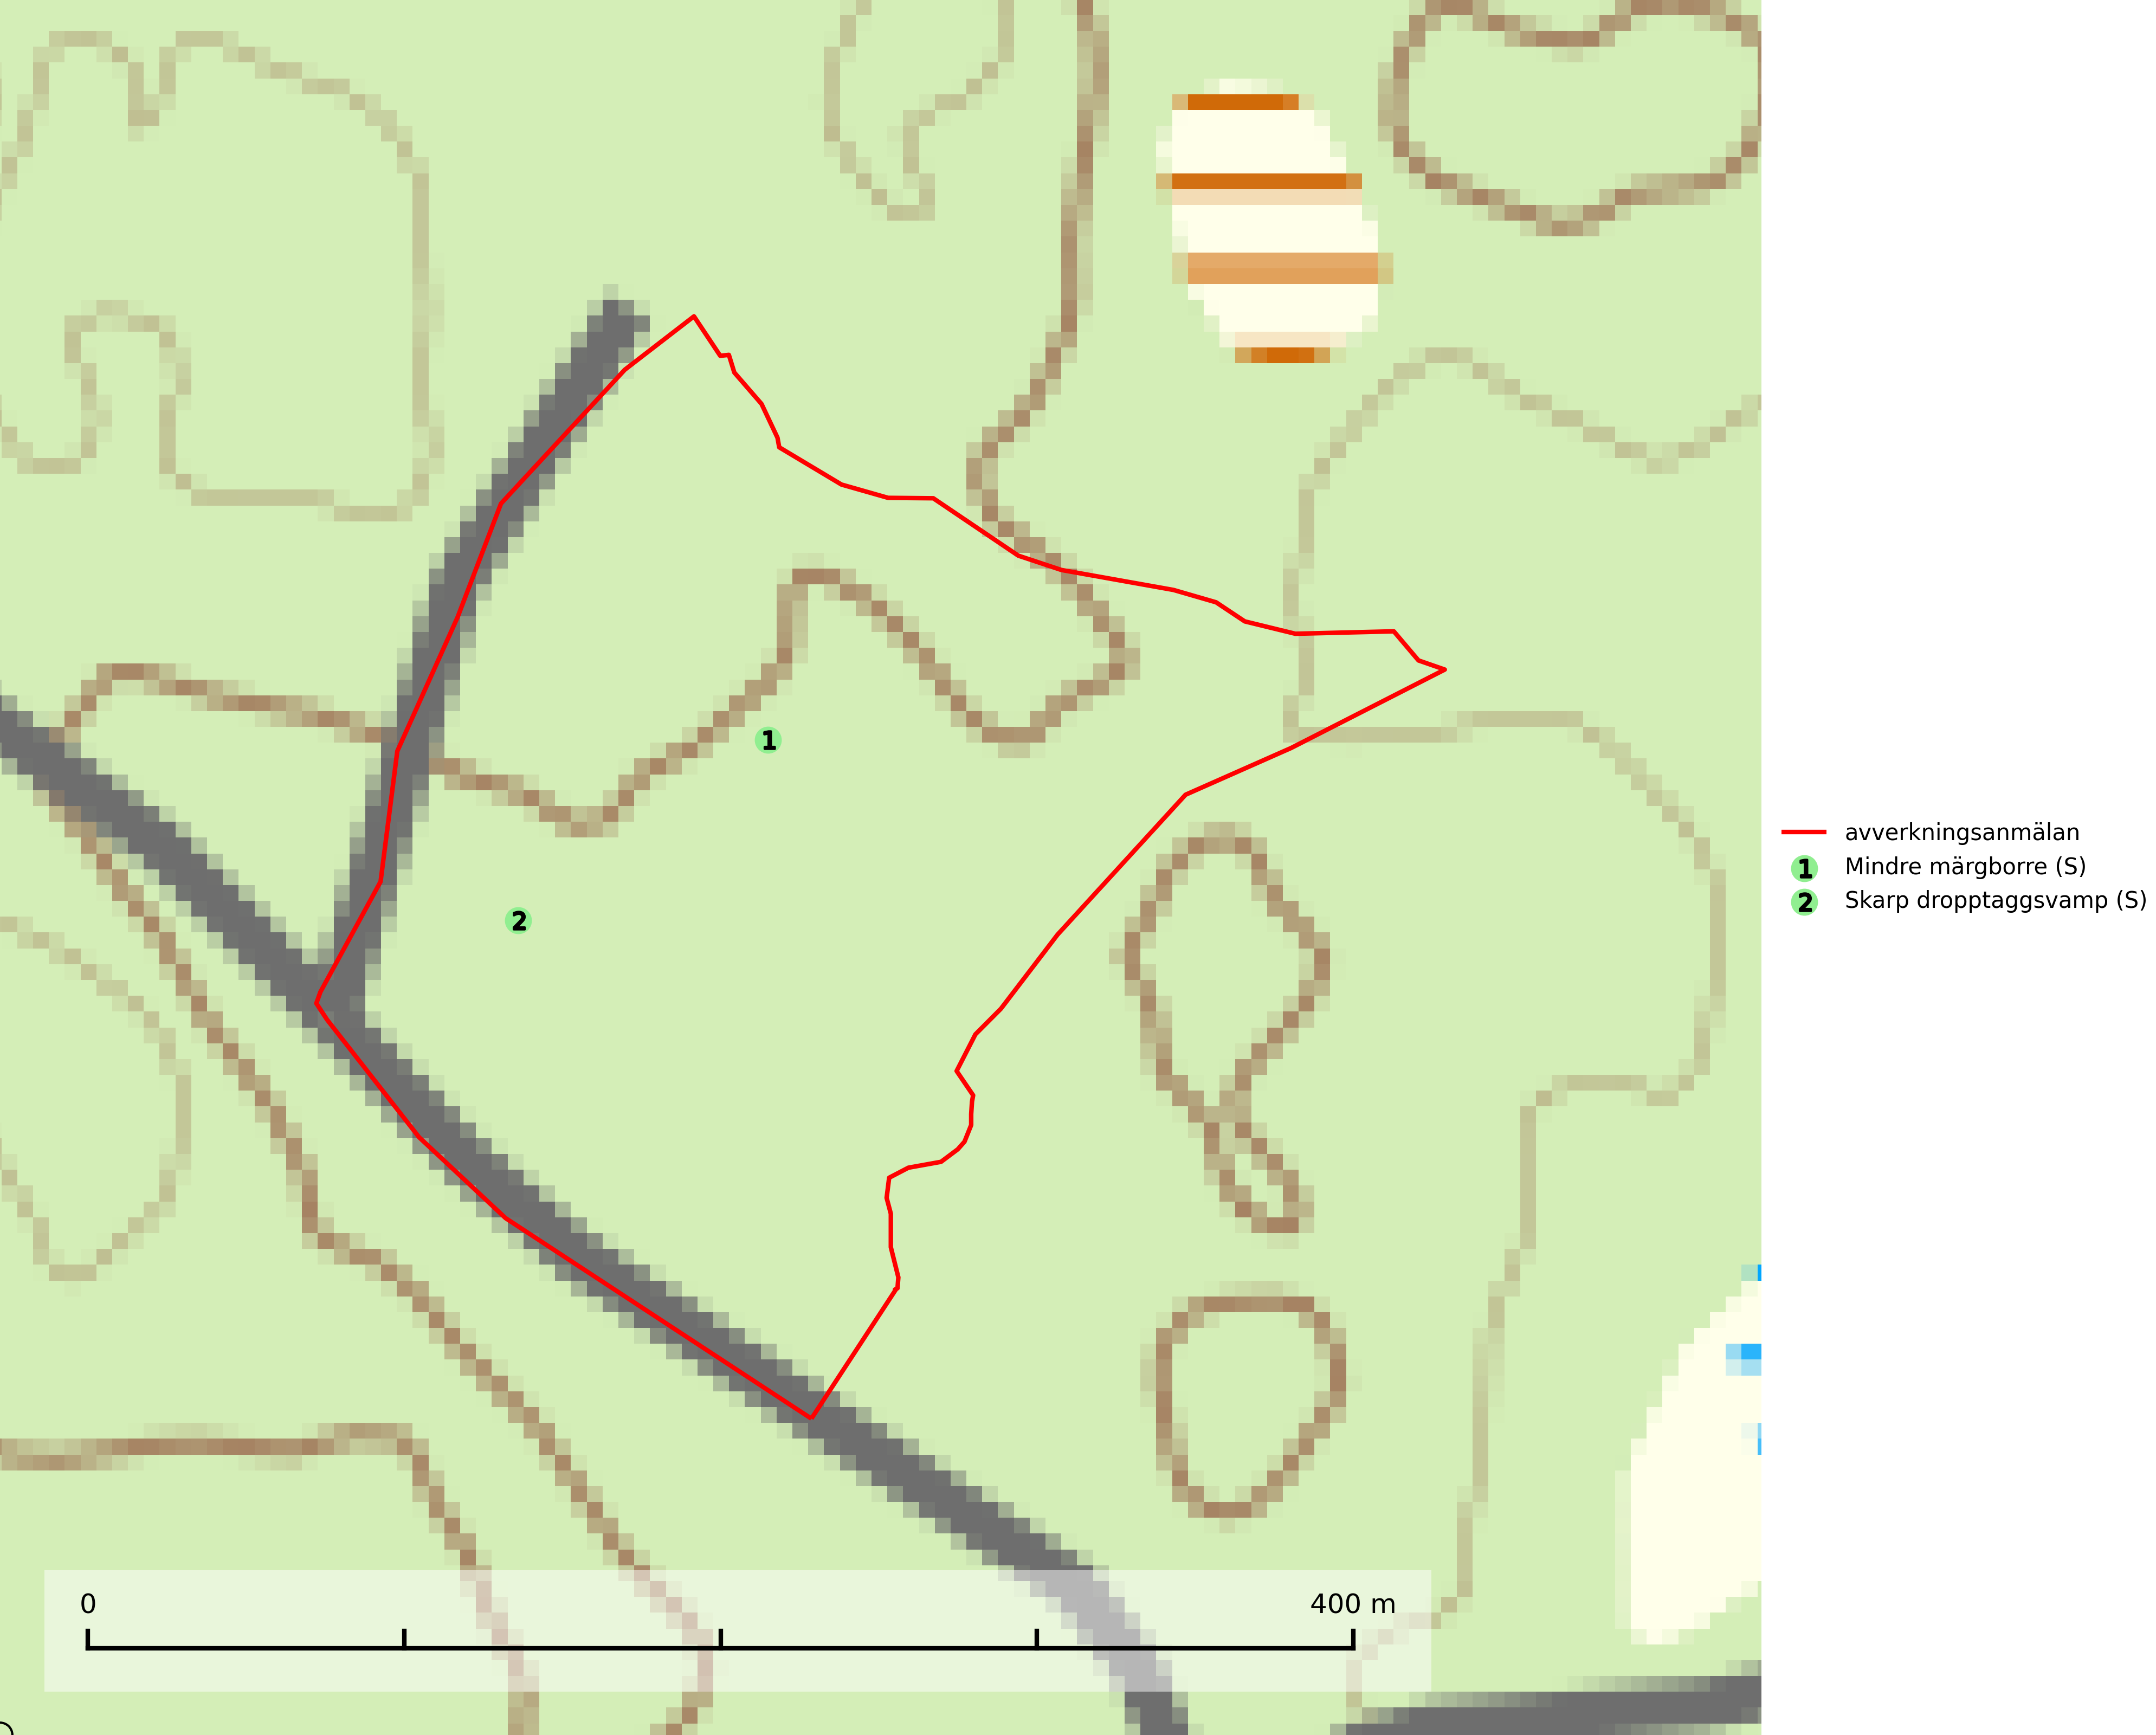 1
2
avverkningsanmälan
1 Mindre märgborre (S)
2 Skarp dropptaggsvamp (S)
0 400 m